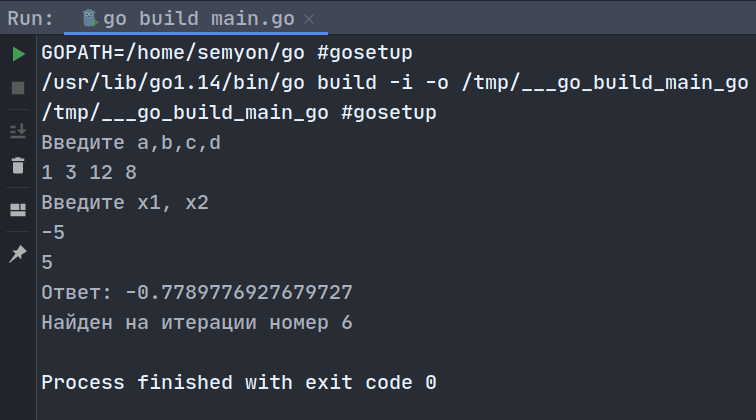 Run: go build main.go ×
GOPATH=/home/semyon/go #gosetup
/usr/lib/go1.14/bin/go build -i -o /tmp/___go_build_main_go
/tmp/___go_build_main_go #gosetup
Введите a,b,c,d
1 3 12 8
Введите x1, x2
-5
5
Ответ: -0.7789776927679727
Найден на итерации номер 6
Process finished with exit code 0